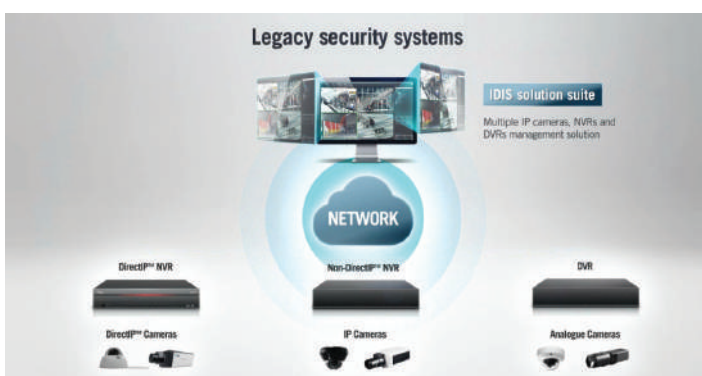 Legacy security systems
IDIS solution suite
Multiple IP cameras, NVRs and
DVRs management solution
NETWORK
DirectIP™ NVR
Non-DirectIP™ NVR
DVR
DirectIP™ Cameras
IP Cameras
Analogue Cameras